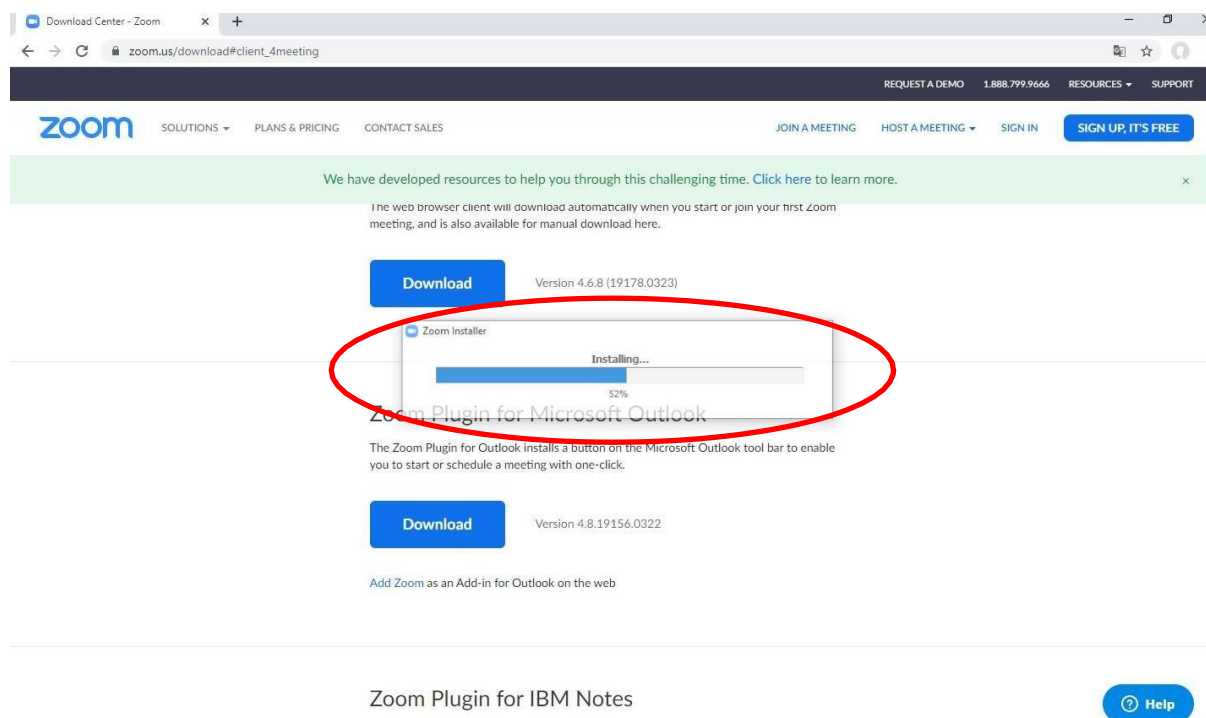 Download Center - Zoom
zoom.us/download#client_4meeting
REQUEST A DEMO 1.888.799.9666 RESOURCES SUPPORT
zoom SOLUTIONS PLANS & PRICING CONTACT SALES JOIN A MEETING HOST A MEETING SIGN IN SIGN UP, IT'S FREE
We have developed resources to help you through this challenging time. Click here to learn more.
The web browser client will download automatically when you start or join your first Zoom
meeting, and is also available for manual download here.
Download Version 4.6.8 (19178.0323)
Zoom Installer
Installing...
52%
Zoom Plugin for Microsoft Outlook
The Zoom Plugin for Outlook installs a button on the Microsoft Outlook tool bar to enable
you to start or schedule a meeting with one-click.
Download Version 4.8.19156.0322
Add Zoom as an Add-in for Outlook on the web
Zoom Plugin for IBM Notes
Help